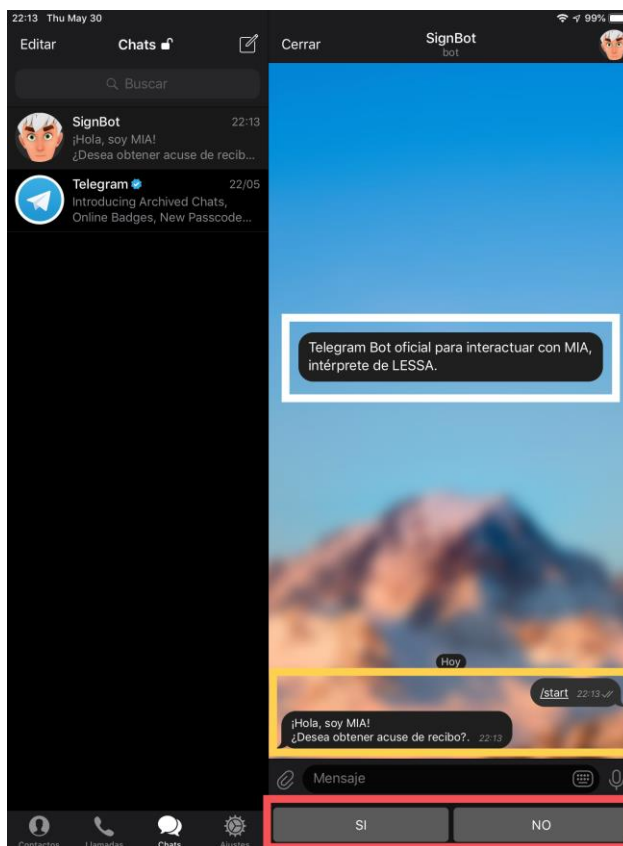 22:13 Thu May 30
99%
Editar
Chats
Buscar
SignBot
22:13
¡Hola, soy MIA!
¿Desea obtener acuse de recib...
Telegram
22/05
Introducing Archived Chats,
Online Badges, New Passcode...
Contactos
Llamadas
Chats
Ajustes
Cerrar
SignBot
bot
Telegram Bot oficial para interactuar con MIA,
intérprete de LESSA.
Hoy
/start 22:13
¡Hola, soy MIA!
¿Desea obtener acuse de recibo?. 22:13
Mensaje
SI
NO